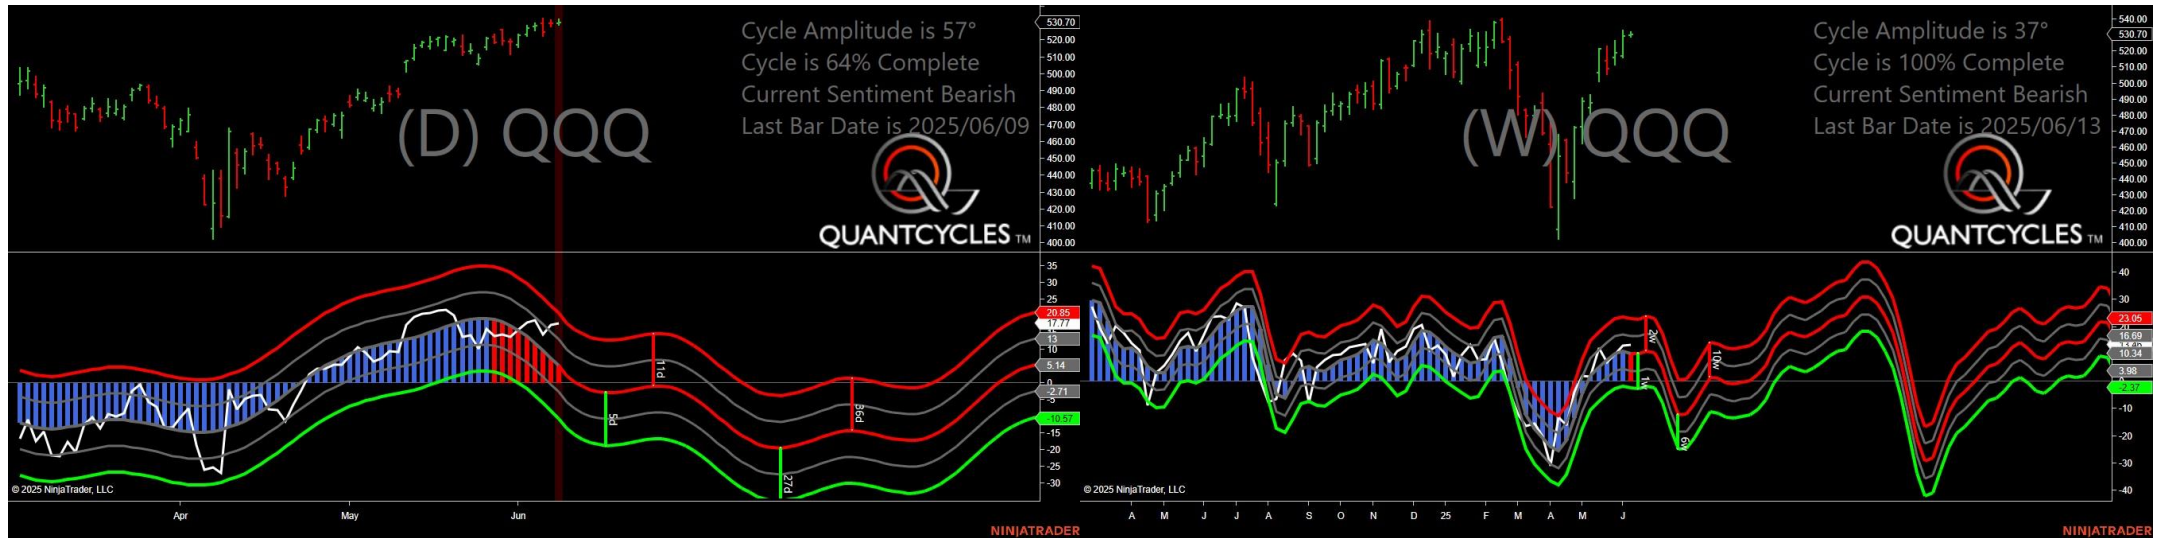 Cycle Amplitude is 57°
Cycle is 64% Complete
Current Sentiment Bearish
Last Bar Date is 2025/06/09
(D) QQQ
QUANTCYCLES TM
530.70
520.00
510.00
500.00
490.00
480.00
470.00
460.00
450.00
440.00
430.00
420.00
410.00
400.00
35
30
25
20.85
17.77
13
10
5.14
0
-2.71
-5
-10.57
-15
-20
-25
-30
11d
5d
36d
27d
© 2025 NinjaTrader, LLC
Apr May Jun
NINJATRADER
Cycle Amplitude is 37°
Cycle is 100% Complete
Current Sentiment Bearish
Last Bar Date is 2025/06/13
(W) QQQ
QUANTCYCLES TM
540.00
530.70
520.00
510.00
500.00
490.00
480.00
470.00
460.00
450.00
440.00
430.00
420.00
410.00
400.00
40
30
23.05
16.69
10.34
3.98
-2.37
-10
-20
-30
-40
2w
1w
10w
6w
© 2025 NinjaTrader, LLC
A M J J A S O N D 25 F M A M J
NINJATRADER